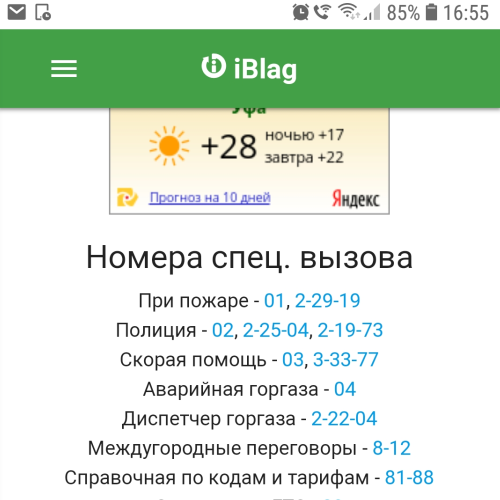 85% 16:55
iBlag
Уфа
+28
ночью +17
завтра +22
Прогноз на 10 дней
Яндекс
Номера спец. вызова
При пожаре - 01, 2-29-19
Полиция - 02, 2-25-04, 2-19-73
Скорая помощь - 03, 3-33-77
Аварийная горгаза - 04
Диспетчер горгаза - 2-22-04
Междугородные переговоры - 8-12
Справочная по кодам и тарифам - 81-88